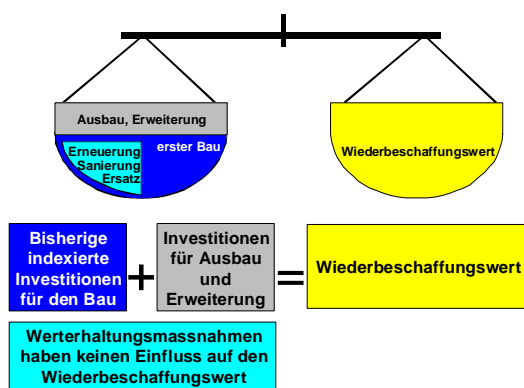 Ausbau, Erweiterung
erster Bau
Erneuerung
Sanierung
Ersatz
Wiederbeschaffungswert
Bisherige
indexierte
Investitionen
für den Bau
+
Investitionen
für Ausbau
und
Erweiterung
=
Wiederbeschaffungswert
Werterhaltungsmassnahmen
haben keinen Einfluss auf den
Wiederbeschaffungswert